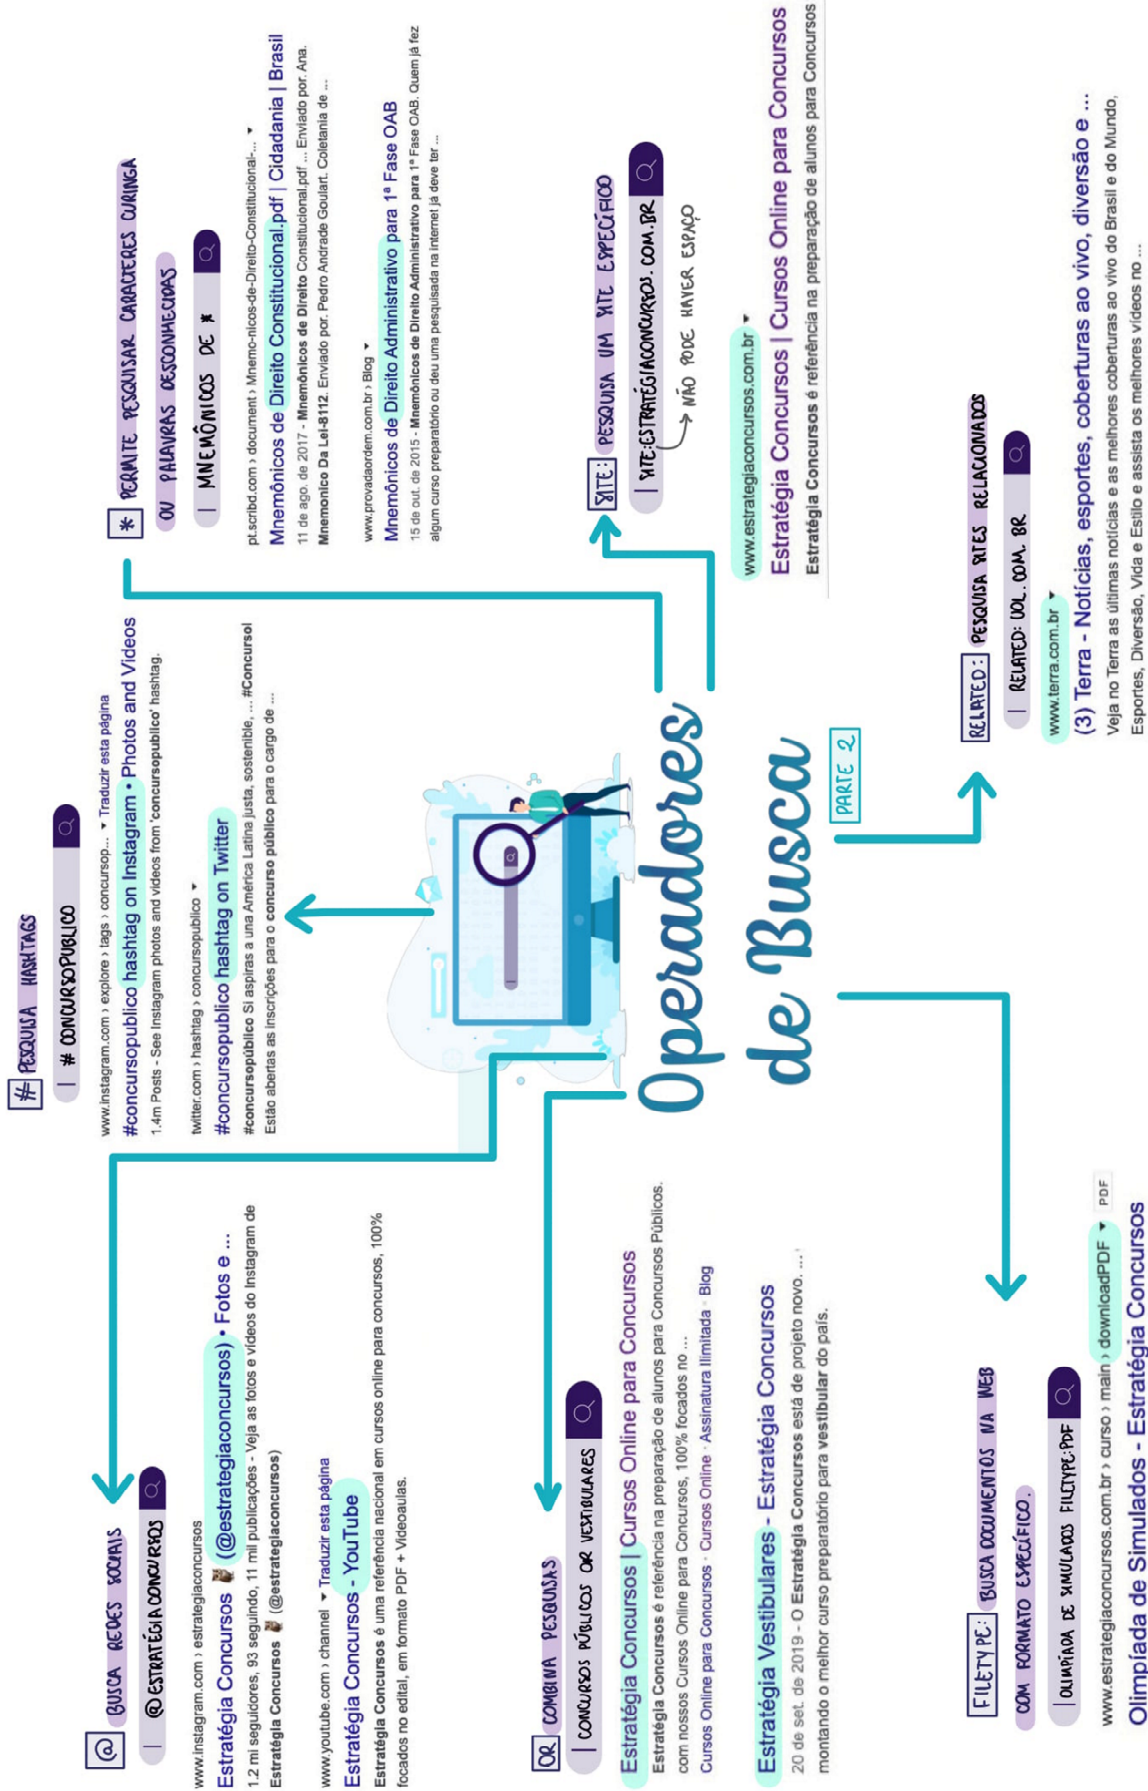 Operadores
de Busca
PARTE 2
@ BUSCA REDES SOCIAIS
@ESTRATÉGIACONCURSOS
www.instagram.com › estrategiaconcursos
Estratégia Concursos (@estrategiaconcursos) • Fotos e ...
1.2 mi seguidores, 93 seguindo, 11 mil publicações - Veja as fotos e vídeos do Instagram de
Estratégia Concursos (@estrategiaconcursos)
www.youtube.com › channel ▼ Traduzir esta página
Estratégia Concursos - YouTube
Estratégia Concursos é uma referência nacional em cursos online para concursos, 100%
focados no edital, em formato PDF + Videoaulas.
# PESQUISA HASHTAGS
# CONCURSOPUBLICO
www.instagram.com › explore › tags › concursop... ▼ Traduzir esta página
#concursopublico hashtag on Instagram • Photos and Videos
1.4m Posts - See Instagram photos and videos from 'concursopublico' hashtag.
twitter.com › hashtag › concursopublico ▼
#concursopublico hashtag on Twitter
#concursopúblico Si aspiras a una América Latina justa, sostenible, ... #Concursol
Estão abertas as inscrições para o concurso público para o cargo de ...
* PERMITE PESQUISAR CARACTERES CURINGA
OU PALAVRAS DESCONHECIDAS
MNEMÔNICOS DE *
pt.scribd.com › document › Mnemo-nicos-de-Direito-Constitucional-... ▼
Mnemônicos de Direito Constitucional.pdf | Cidadania | Brasil
11 de ago. de 2017 - Mnemônicos de Direito Constitucional.pdf ... Enviado por. Ana.
Mnemonico Da Lei-8112. Enviado por. Pedro Andrade Goulart. Coletania de ...
www.provadaordem.com.br › Blog ▼
Mnemônicos de Direito Administrativo para 1ª Fase OAB
15 de out. de 2015 - Mnemônicos de Direito Administrativo para 1ª Fase OAB. Quem já fez
algum curso preparatório ou deu uma pesquisada na internet já deve ter ...
OR COMBINA PESQUISAS
CONCURSOS PÚBLICOS OR VESTIBULARES
Estratégia Concursos | Cursos Online para Concursos
Estratégia Concursos é referência na preparação de alunos para Concursos Públicos.
com nossos Cursos Online para Concursos, 100% focados no ...
Cursos Online para Concursos · Cursos Online · Assinatura Ilimitada · Blog
Estratégia Vestibulares - Estratégia Concursos
20 de set. de 2019 - O Estratégia Concursos está de projeto novo. ...
montando o melhor curso preparatório para vestibular do país.
SITE: PESQUISA UM SITE ESPECÍFICO
SITE:ESTRATÉGIACONCURSOS.COM.BR
NÃO PODE HAVER ESPAÇO
www.estrategiaconcursos.com.br ▼
Estratégia Concursos | Cursos Online para Concursos
Estratégia Concursos é referência na preparação de alunos para Concursos
FILETYPE: BUSCA DOCUMENTOS NA WEB
COM FORMATO ESPECÍFICO.
OLIMPÍADA DE SIMULADOS FILETYPE:PDF
www.estrategiaconcursos.com.br › curso › main › downloadPDF ▼ PDF
Olimpíada de Simulados - Estratégia Concursos
RELATED: PESQUISA SITES RELACIONADOS
RELATED: UOL.COM.BR
www.terra.com.br ▼
(3) Terra - Notícias, esportes, coberturas ao vivo, diversão e ...
Veja no Terra as últimas notícias e as melhores coberturas ao vivo do Brasil e do Mundo,
Esportes, Diversão, Vida e Estilo e assista os melhores vídeos no ...